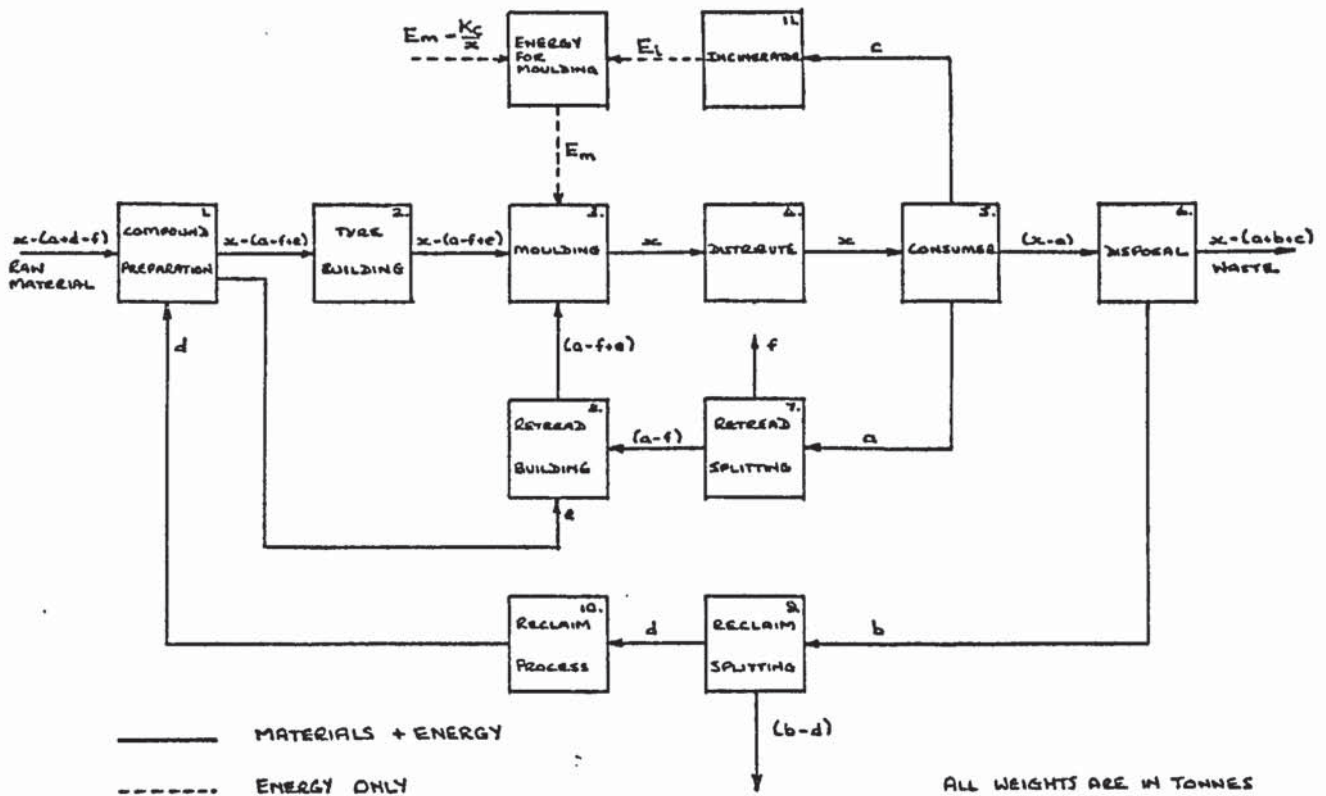 Em - Kc/x
ENERGY
FOR
MOULDING
Ei
11.
INCINERATOR
c
Em
x-(a+d-f)
RAW
MATERIAL
1.
COMPOUND
PREPARATION
x-(a-f+e)
2.
TYRE
BUILDING
x-(a-f+e)
3.
MOULDING
x
4.
DISTRIBUTE
x
5.
CONSUMER
(x-a)
6.
DISPOSAL
x-(a+b+c)
WASTE
d
(a-f+e)
f
8.
RETREAD
BUILDING
(a-f)
7.
RETREAD
SPLITTING
a
e
10.
RECLAIM
PROCESS
d
9.
RECLAIM
SPLITTING
b
(b-d)
MATERIALS + ENERGY
ENERGY ONLY
ALL WEIGHTS ARE IN TONNES